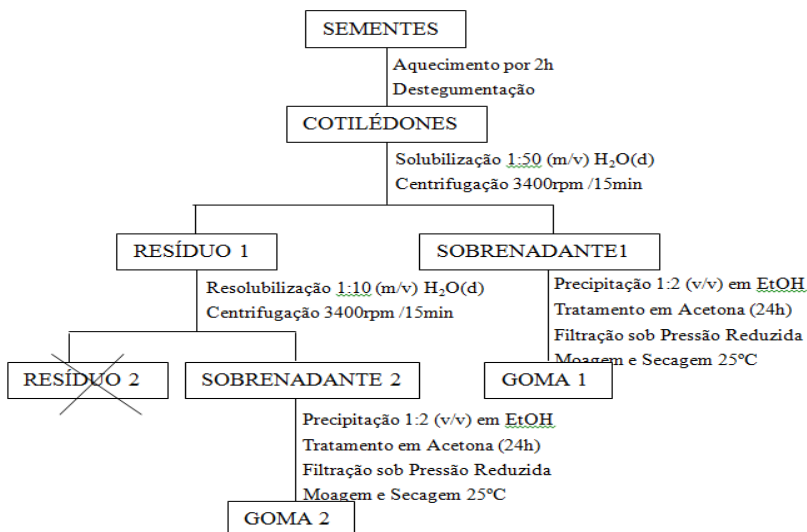 SEMENTES
Aquecimento por 2h
Destegumentação
COTILÉDONES
Solubilização 1:50 (m/v) H₂O(d)
Centrifugação 3400rpm /15min
RESÍDUO 1
SOBRENADANTE1
Resolubilização 1:10 (m/v) H₂O(d)
Centrifugação 3400rpm /15min
Precipitação 1:2 (v/v) em EtOH
Tratamento em Acetona (24h)
Filtração sob Pressão Reduzida
Moagem e Secagem 25ºC
RESÍDUO 2
SOBRENADANTE 2
GOMA 1
Precipitação 1:2 (v/v) em EtOH
Tratamento em Acetona (24h)
Filtração sob Pressão Reduzida
Moagem e Secagem 25ºC
GOMA 2